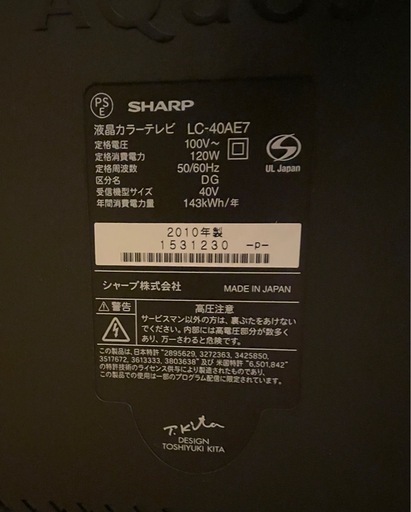 AQUOS
PS
E
SHARP
液晶カラーテレビ LC-40AE7
定格電圧 100V～
定格消費電力 120W
定格周波数 50/60Hz
区分 DG
受信機型サイズ 40V
年間消費電力量 143kWh/年
S
UL Japan
2010年製
1531230 -p-
シャープ株式会社 MADE IN JAPAN
⚠警告 高圧注意
サービスマン以外の方は、裏ぶたをあけない
でください。内部には高電圧部分が数多く
あり、万一さわると危険です。
この製品は、日本特許 "2895629, 3272363, 3425850,
3517672, 3613333, 3803638" 及び 米国特許 "6,501,842"
の特許技術のライセンス供与により製造されたものです。
この製品での使用は一部のプログラム配信に限定されています。
T.Kita
DESIGN
TOSHIYUKI KITA